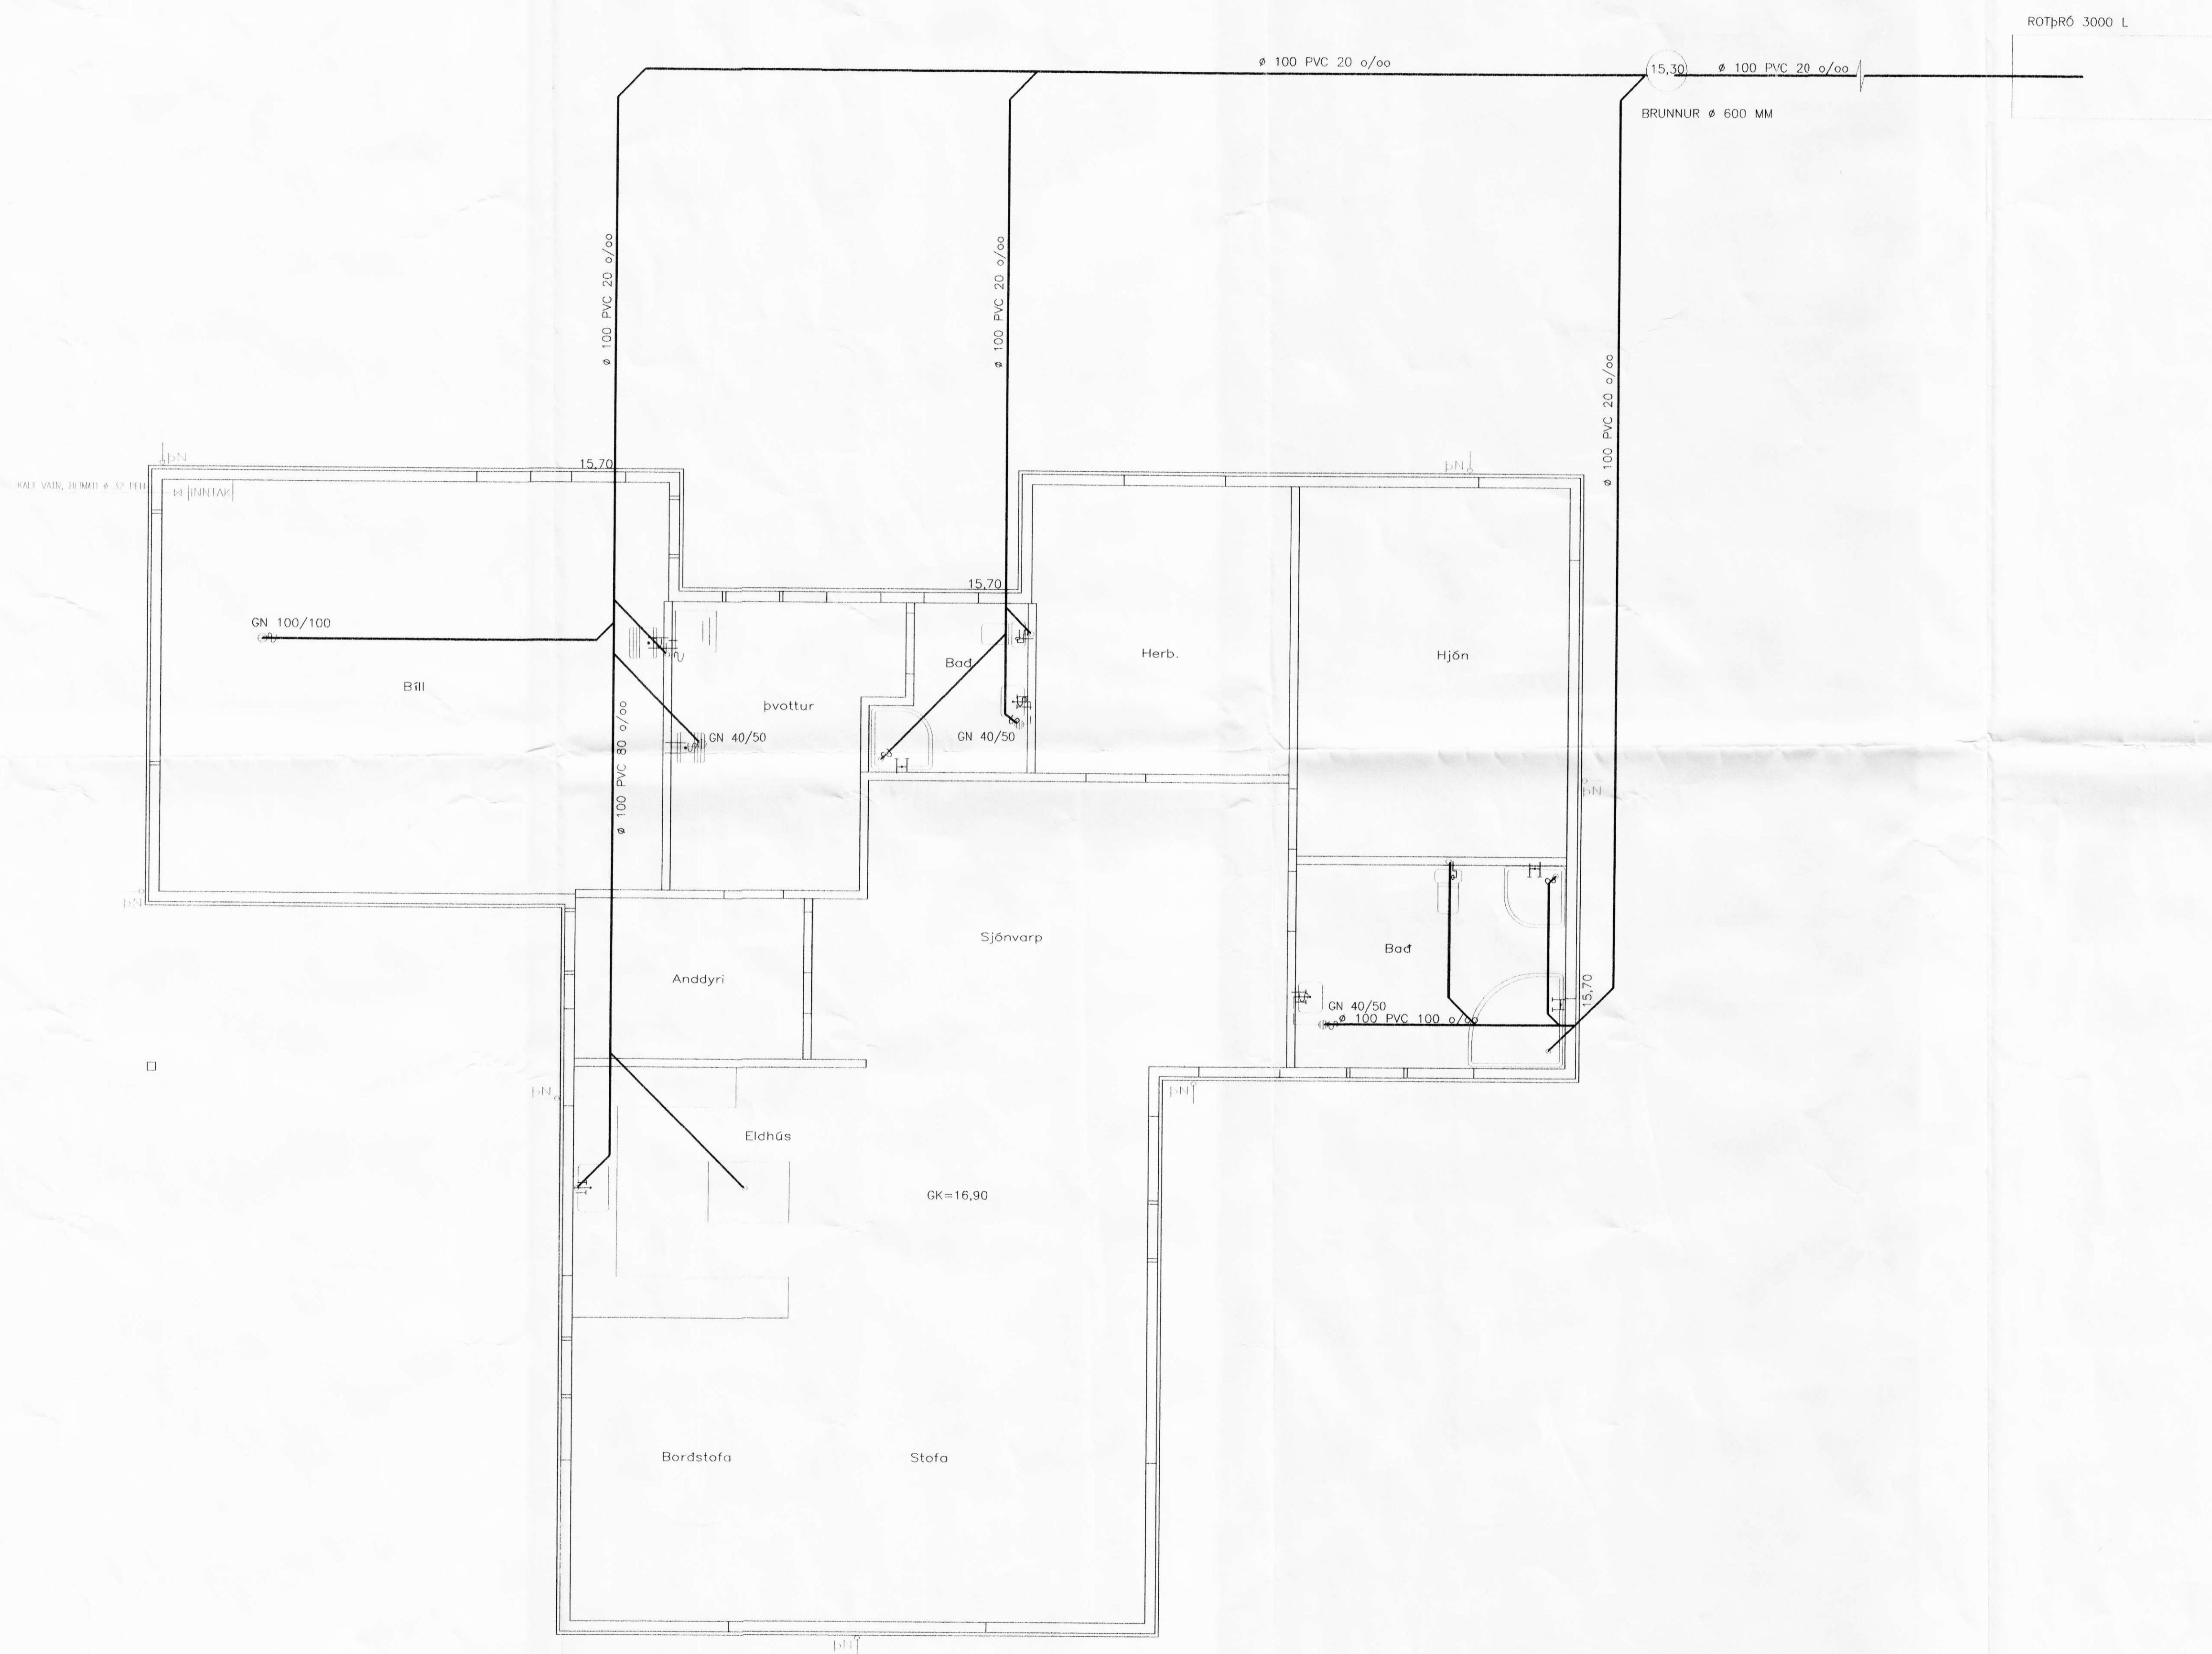 ROTÞRÓ 3000 L
ø 100 PVC 20 o/oo
15,30
ø 100 PVC 20 o/oo
BRUNNUR ø 600 MM
ø 100 PVC 20 o/oo
ø 100 PVC 20 o/oo
ø 100 PVC 20 o/oo
ÞN
15,70
ÞN
KALT VATN,
INNTAK
15,70
GN 100/100
Bíll
Þvottur
Bað
Herb.
Hjón
GN 40/50
GN 40/50
ø 100 PVC 80 o/oo
ÞN
ÞN
Sjónvarp
Bað
Anddyri
15,70
GN 40/50
ø 100 PVC 100 o/oo
ÞN
ÞN
Eldhús
GK=16,90
Borðstofa
Stofa
ÞN